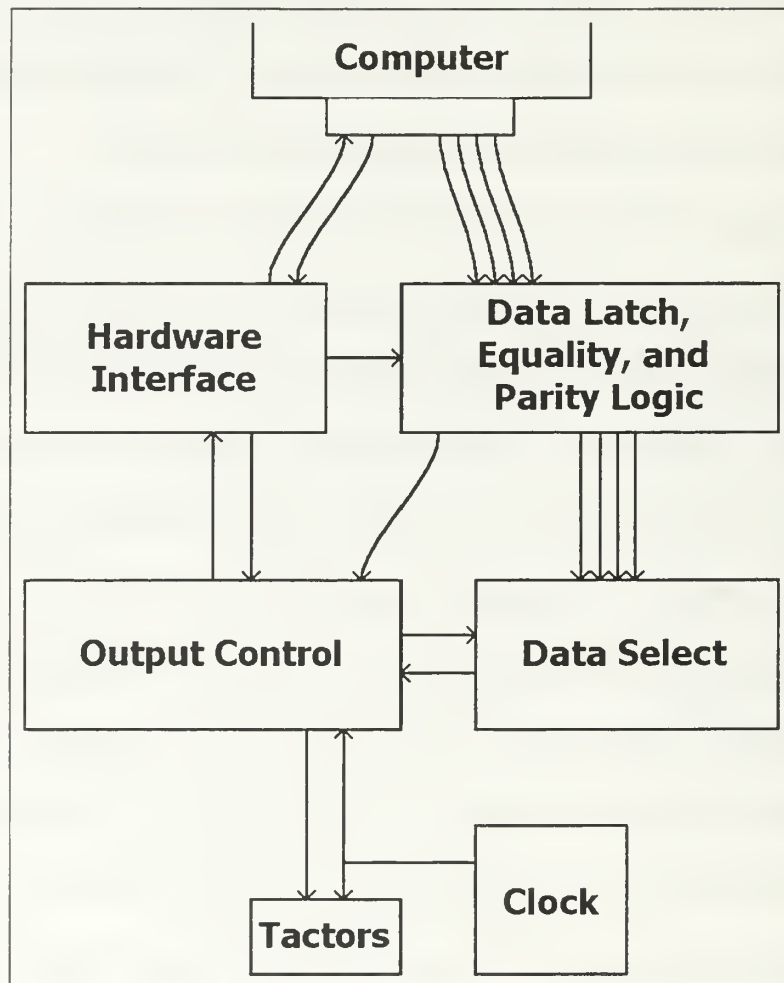 Computer
Hardware
Interface
Data Latch,
Equality, and
Parity Logic
Output Control
Data Select
Clock
Tactors